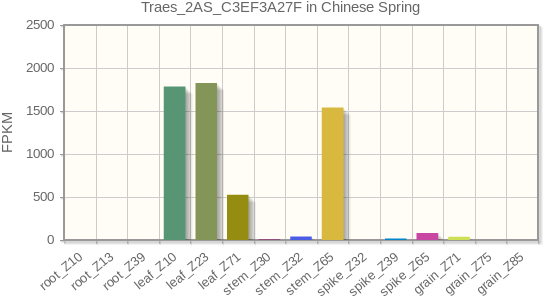 Traes_2AS_C3EF3A27F in Chinese Spring
FPKM
2500
2000
1500
1000
500
0
root_Z10
root_Z13
root_Z39
leaf_Z10
leaf_Z23
leaf_Z71
stem_Z30
stem_Z32
stem_Z65
spike_Z32
spike_Z39
spike_Z65
grain_Z71
grain_Z75
grain_Z85